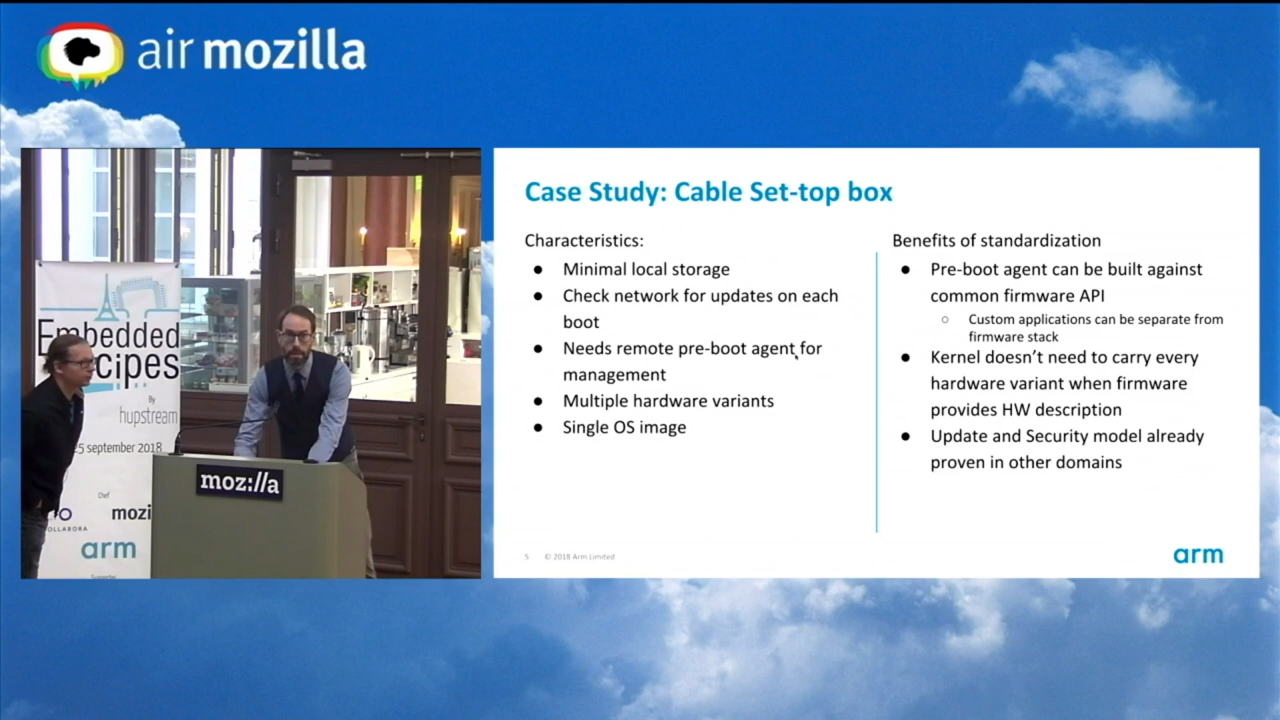 air mozilla
Embedded
cipes
By
hupstream
5 september 2018
Chef
COLLABORA
mozi
arm
moz://a
Case Study: Cable Set-top box
Characteristics:
● Minimal local storage
● Check network for updates on each
boot
● Needs remote pre-boot agent for
management
● Multiple hardware variants
● Single OS image
Benefits of standardization
● Pre-boot agent can be built against
common firmware API
○ Custom applications can be separate from
firmware stack
● Kernel doesn't need to carry every
hardware variant when firmware
provides HW description
● Update and Security model already
proven in other domains
5 © 2018 Arm Limited
arm